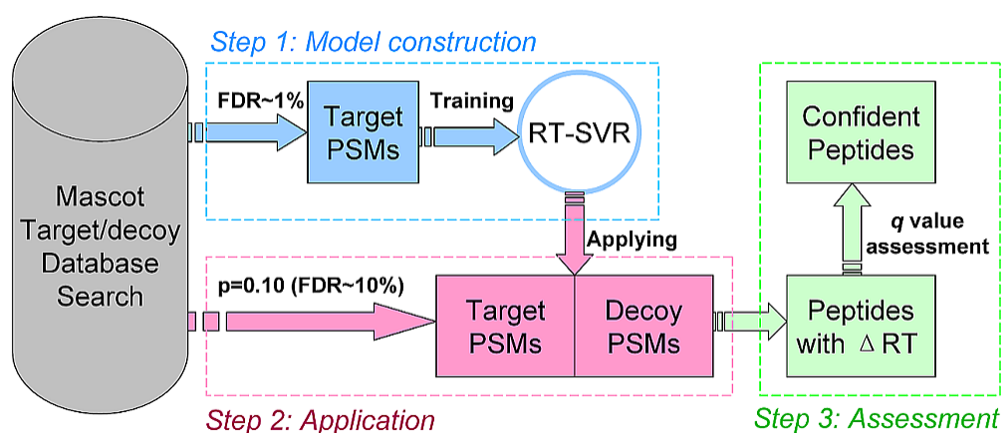 Step 1: Model construction
FDR~1%
Target
PSMs
Training
RT-SVR
Confident
Peptides
Mascot
Target/decoy
Database
Search
Applying
q value
assessment
p=0.10 (FDR~10%)
Target
PSMs
Decoy
PSMs
Peptides
with Δ RT
Step 2: Application
Step 3: Assessment